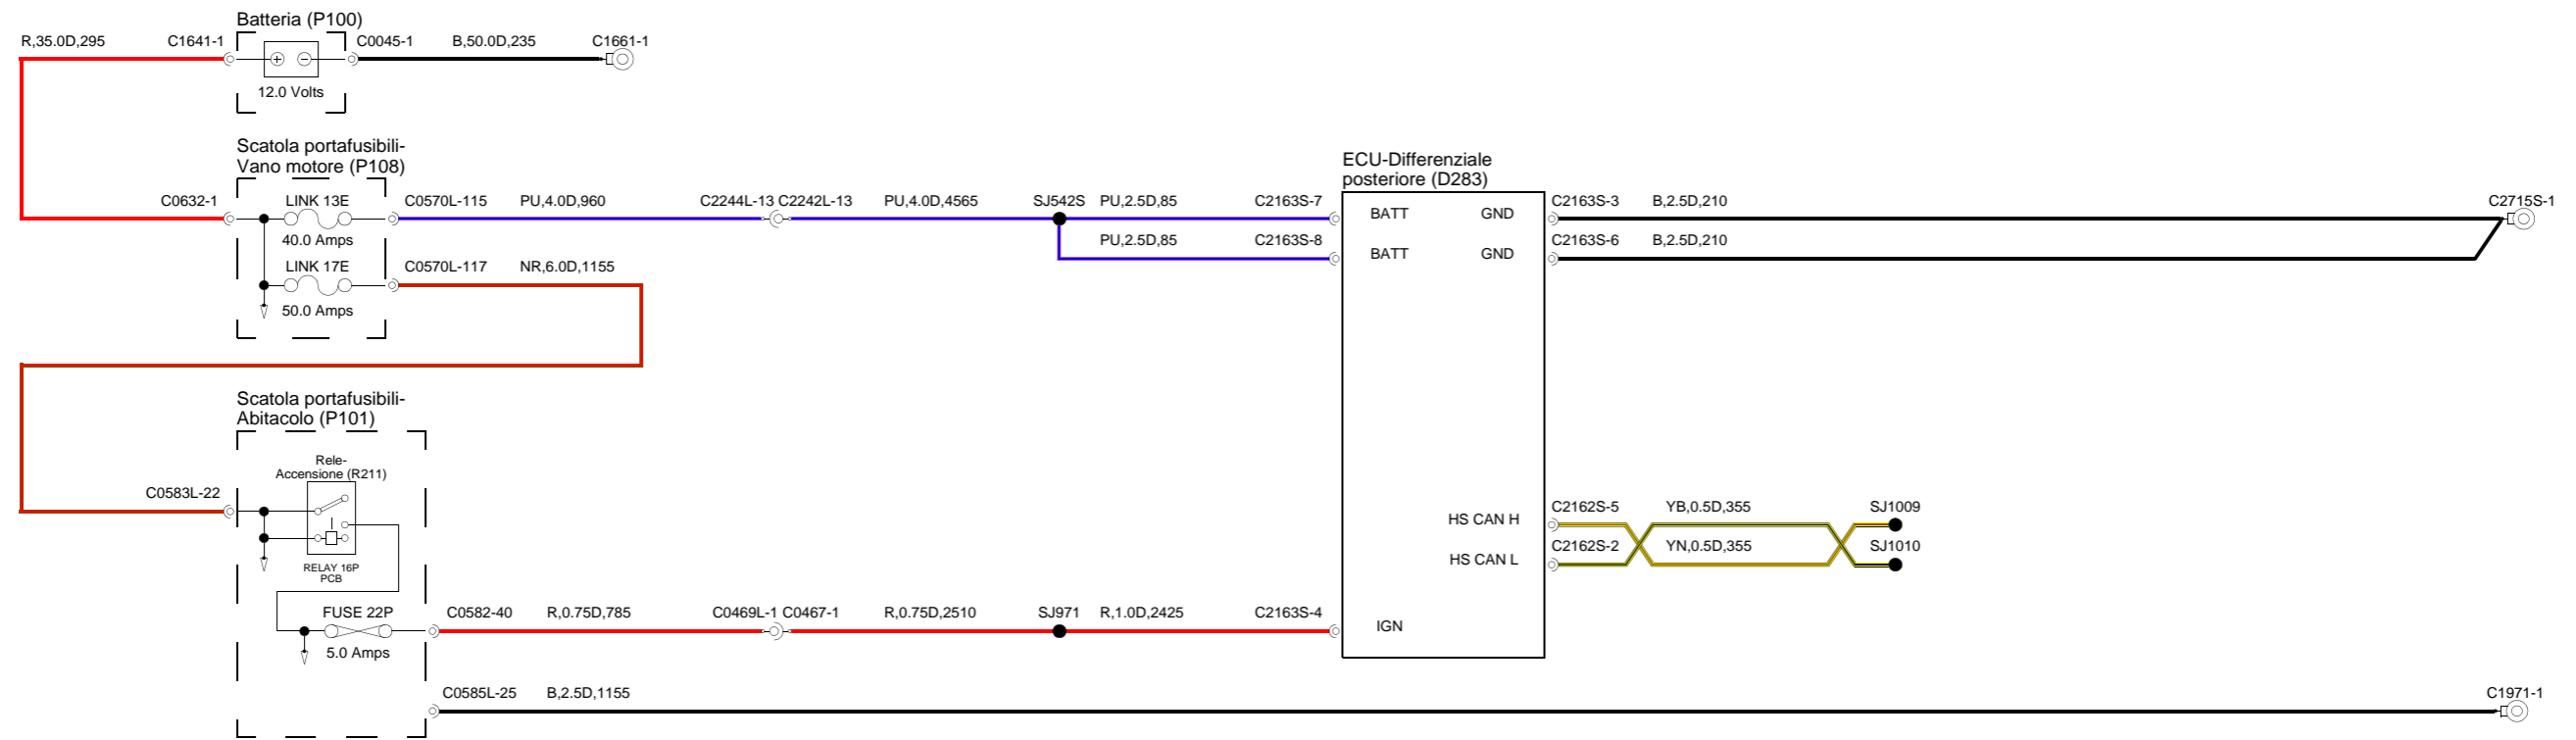 Batteria (P100)
R,35.0D,295
C1641-1
C0045-1
B,50.0D,235
C1661-1
12.0 Volts
Scatola portafusibili-
Vano motore (P108)
C0632-1
LINK 13E
40.0 Amps
LINK 17E
50.0 Amps
C0570L-115
PU,4.0D,960
C2244L-13
C2242L-13
PU,4.0D,4565
SJ542S
PU,2.5D,85
C2163S-7
PU,2.5D,85
C2163S-8
C0570L-117
NR,6.0D,1155
ECU-Differenziale
posteriore (D283)
BATT
GND
BATT
GND
C2163S-3
B,2.5D,210
C2715S-1
C2163S-6
B,2.5D,210
Scatola portafusibili-
Abitacolo (P101)
Rele-
Accensione (R211)
C0583L-22
RELAY 16P
PCB
HS CAN H
HS CAN L
C2162S-5
YB,0.5D,355
SJ1009
C2162S-2
YN,0.5D,355
SJ1010
FUSE 22P
5.0 Amps
C0582-40
R,0.75D,785
C0469L-1
C0467-1
R,0.75D,2510
SJ971
R,1.0D,2425
C2163S-4
IGN
C0585L-25
B,2.5D,1155
C1971-1